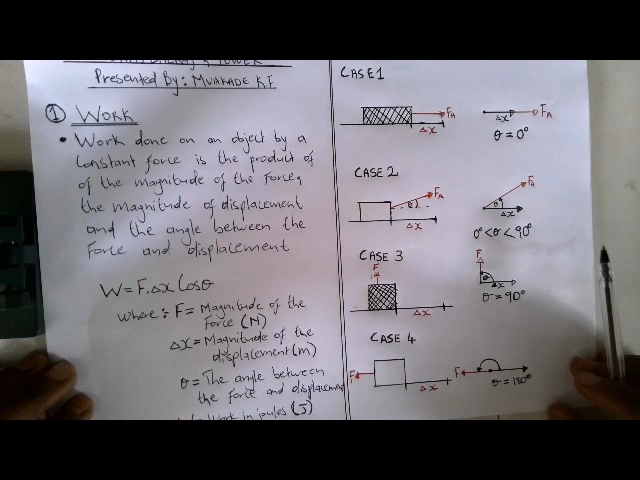 & POWER
PRESENTED BY: MVAKADE K.F
① WORK
• Work done on an object by a
constant force is the product of
of the magnitude of the force,
the magnitude of displacement
and the angle between the
force and displacement
W = F.Δx Cosθ
where: F = Magnitude of the
force (N)
Δx = Magnitude of the
displacement (m)
θ = The angle between
the force and displacement
Work in joules (J)
CASE 1
FA
Δx
Δx
FA
θ = 0°
CASE 2
FA
θ
Δx
FA
θ
Δx
0° < θ < 90°
CASE 3
F
Δx
FA
θ
Δx
θ = 90°
CASE 4
F
Δx
F
θ = 180°